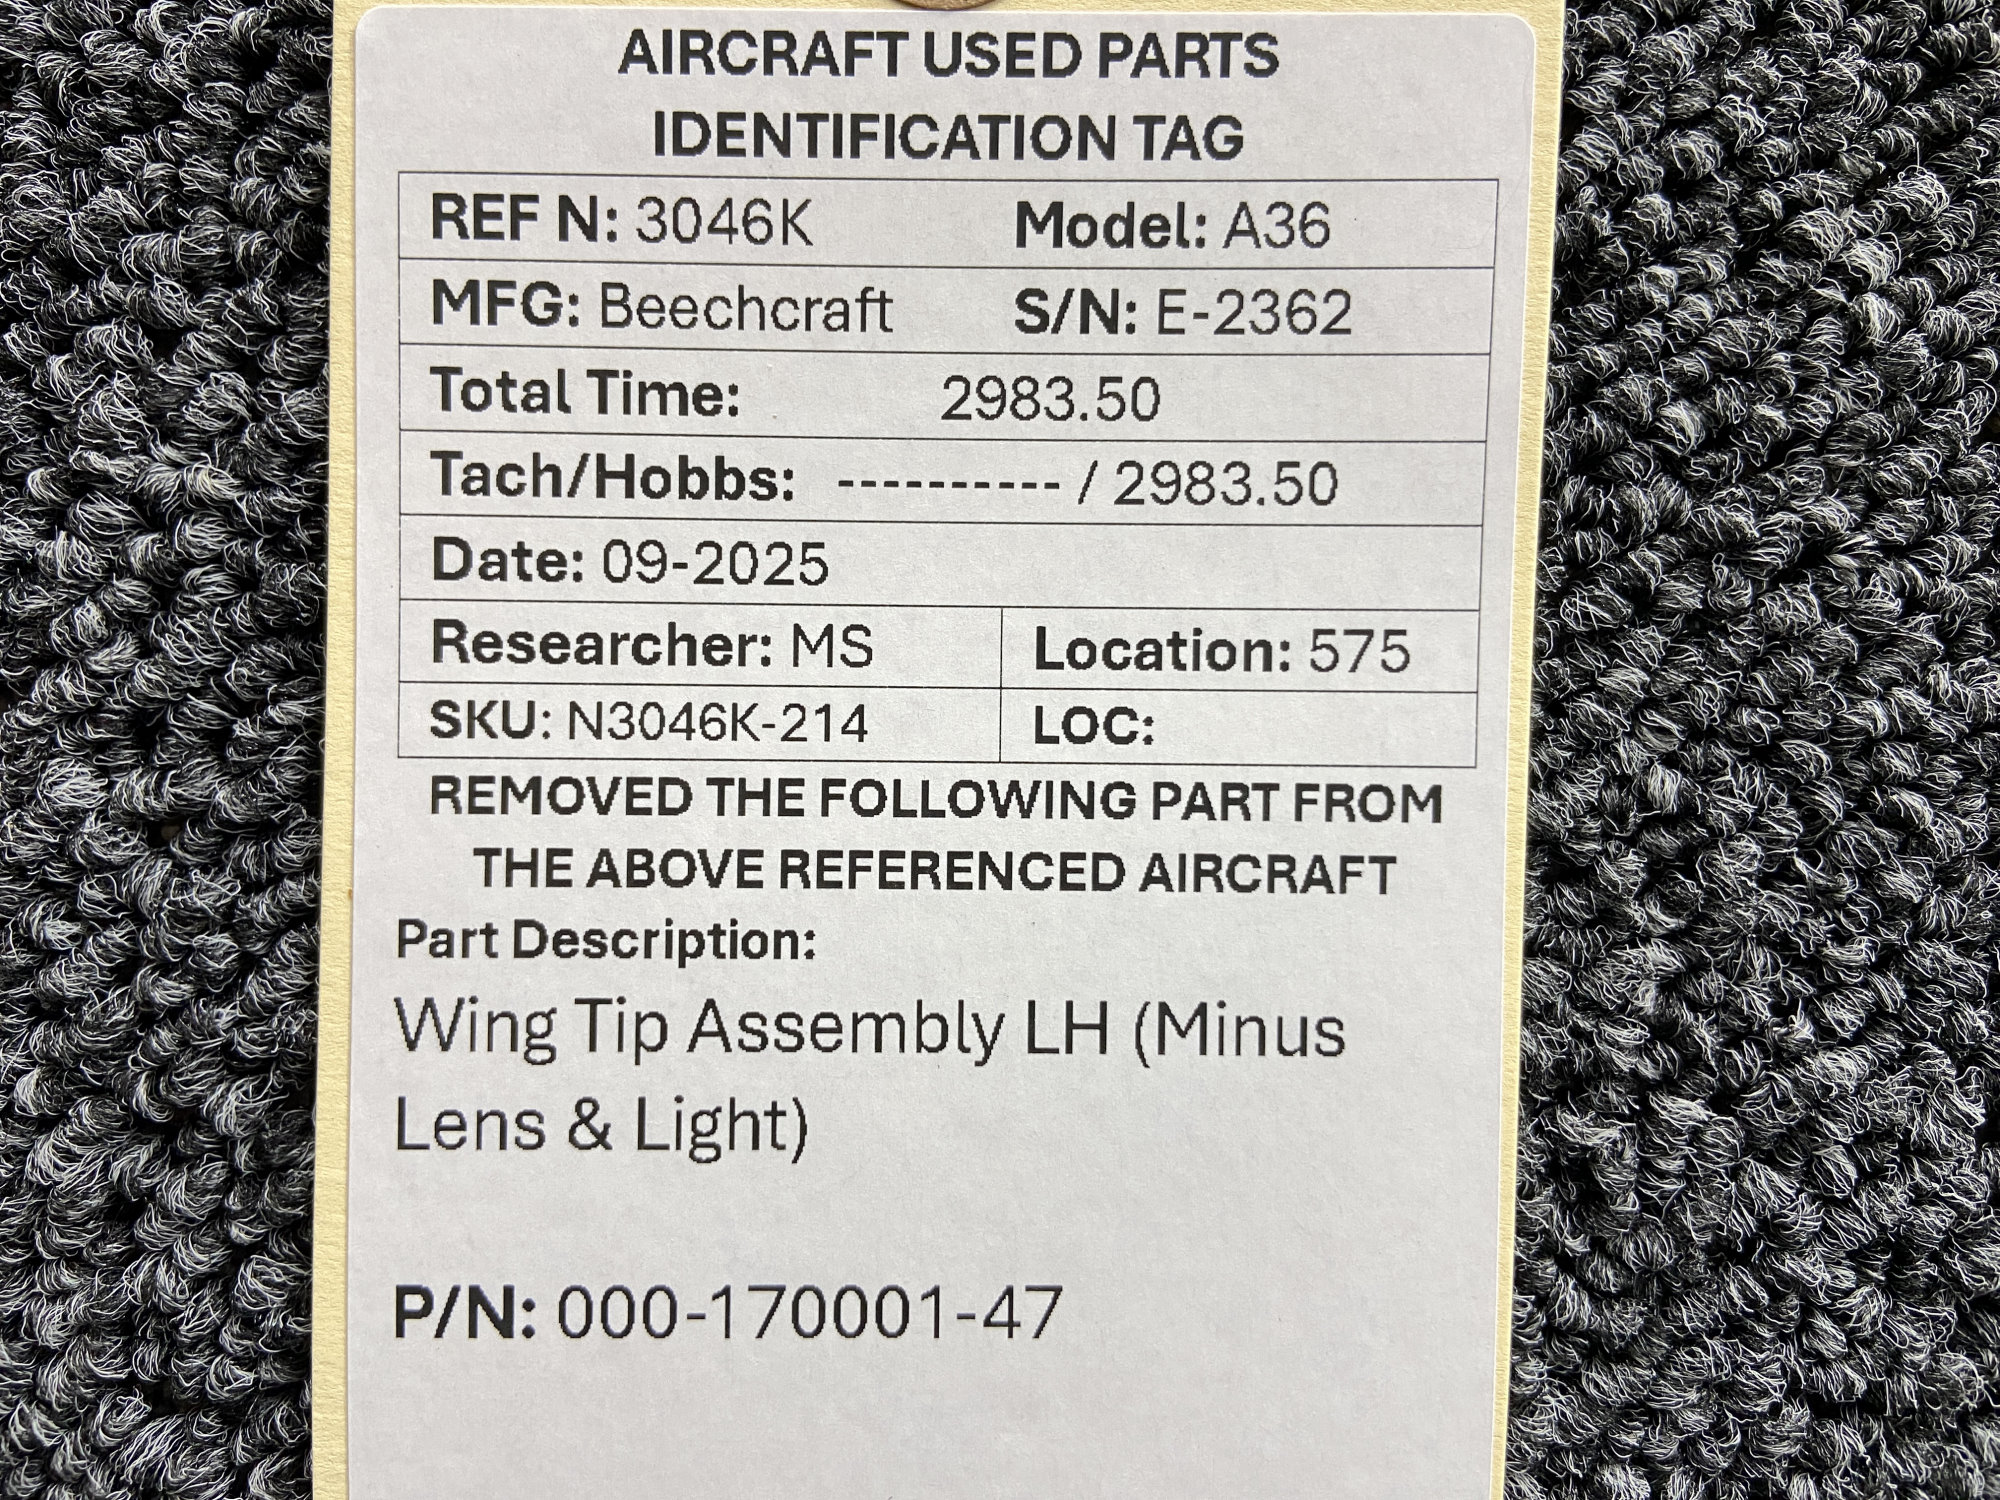 AIRCRAFT USED PARTS
IDENTIFICATION TAG
REF N: 3046K Model: A36
MFG: Beechcraft S/N: E-2362
Total Time: 2983.50
Tach/Hobbs: ---------- / 2983.50
Date: 09-2025
Researcher: MS Location: 575
SKU: N3046K-214 LOC:
REMOVED THE FOLLOWING PART FROM
THE ABOVE REFERENCED AIRCRAFT
Part Description:
Wing Tip Assembly LH (Minus
Lens & Light)
P/N: 000-170001-47